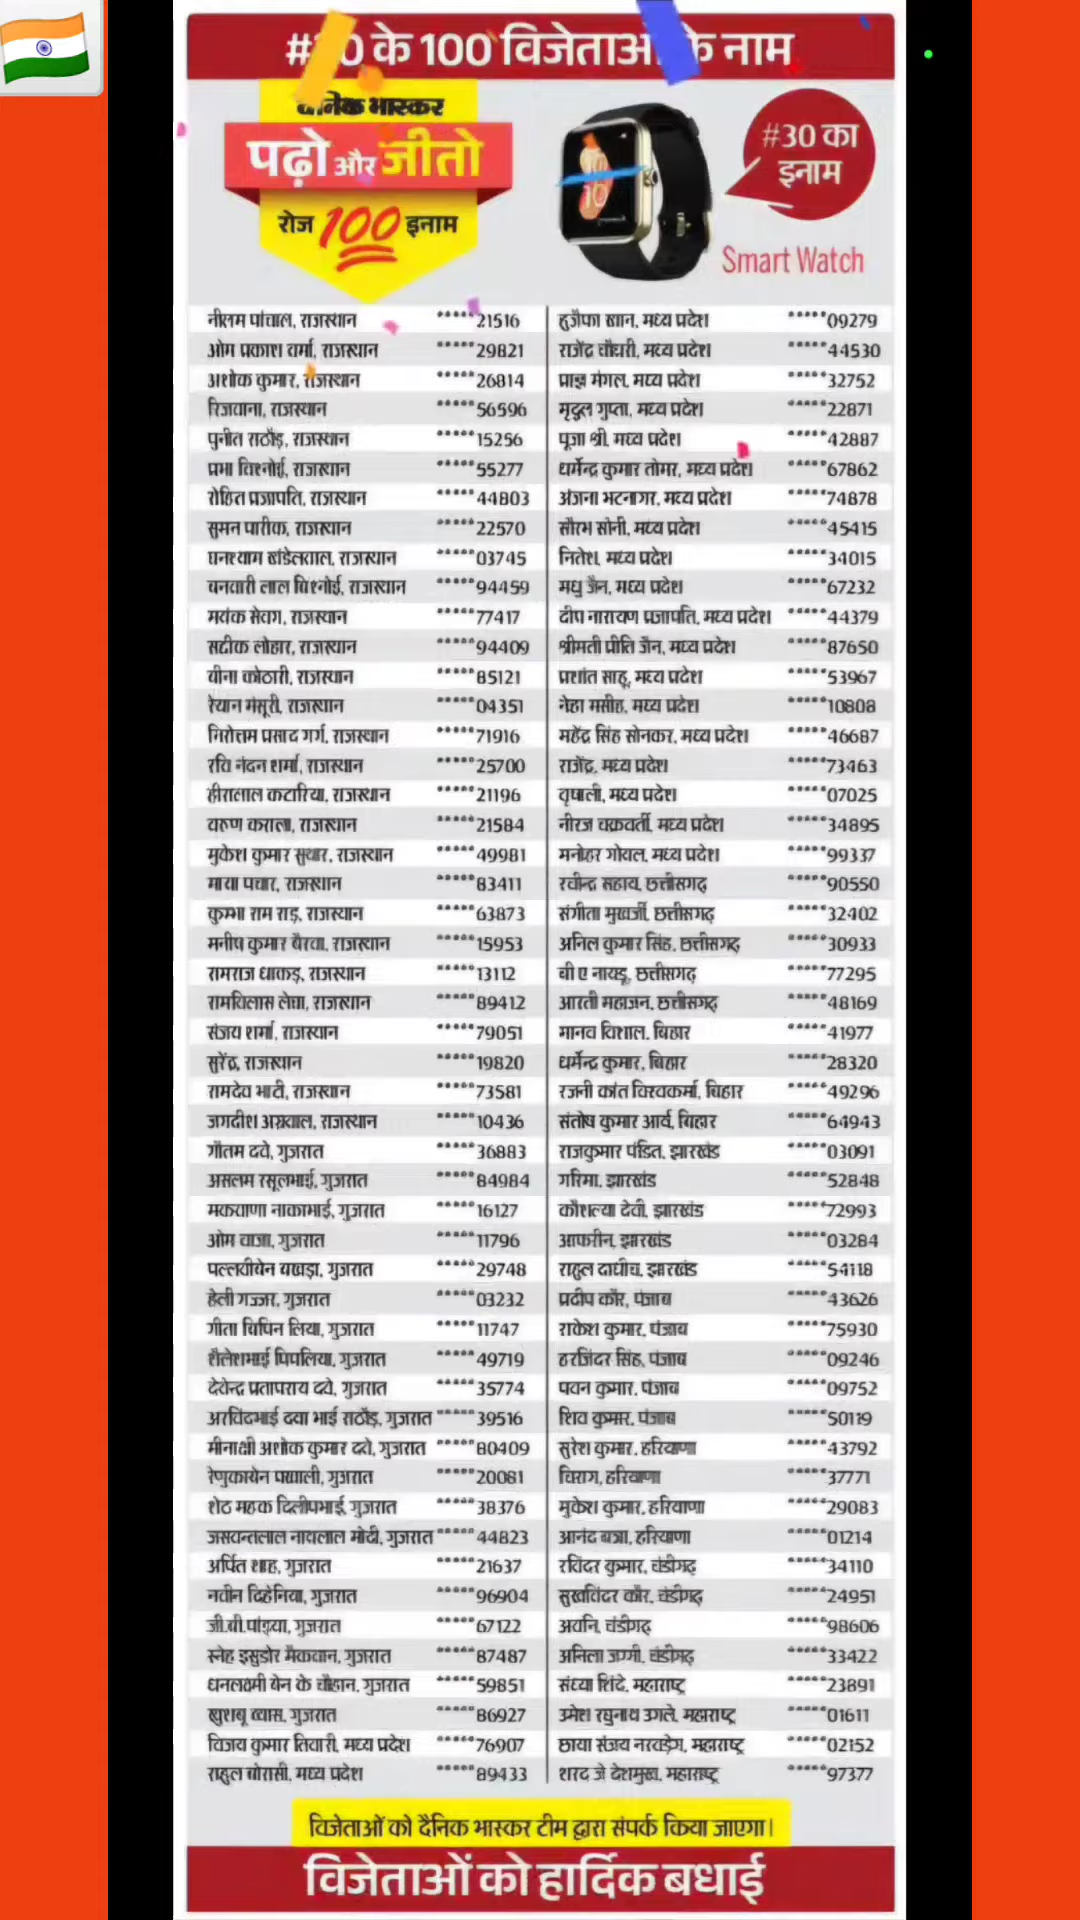 #30 के 100 विजेताओं के नाम
दैनिक भास्कर
पढ़ो और जीतो
रोज 100 इनाम
#30 का
इनाम
Smart Watch
नीलम पांचाल, राजस्थान *****21516
ओम प्रकाश वर्मा, राजस्थान *****29821
अशोक कुमार, राजस्थान *****26814
रिजवाना, राजस्थान *****56596
पुनीत राठौड़, राजस्थान *****15256
प्रभा विश्नोई, राजस्थान *****55277
रोहित प्रजापति, राजस्थान *****44803
सुमन पारीक, राजस्थान *****22570
घनश्याम खंडेलवाल, राजस्थान *****03745
बनवारी लाल विश्नोई, राजस्थान *****94459
मयंक सेवग, राजस्थान *****77417
सद्दीक लोहार, राजस्थान *****94409
वीना कोठारी, राजस्थान *****85121
रेयान मंसूरी, राजस्थान *****04351
निरोत्तम प्रसाद गर्ग, राजस्थान *****71916
रवि नंदन शर्मा, राजस्थान *****25700
हीरालाल कटारिया, राजस्थान *****21196
वरुण कराला, राजस्थान *****21584
मुकेश कुमार सुथार, राजस्थान *****49981
माया पचार, राजस्थान *****83411
कुम्भा राम राड़, राजस्थान *****63873
मनीष कुमार बैरवा, राजस्थान *****15953
रामराज धाकड़, राजस्थान *****13112
रामविलास लेघा, राजस्थान *****89412
संजय शर्मा, राजस्थान *****79051
सुरेंद्र, राजस्थान *****19820
रामदेव भाटी, राजस्थान *****73581
जगदीश अग्रवाल, राजस्थान *****10436
गौतम दवे, गुजरात *****36883
असलम रसूलभाई, गुजरात *****84984
मकवाणा नाकाभाई, गुजरात *****16127
ओम वाजा, गुजरात *****11796
पल्लवीबेन बखड़ा, गुजरात *****29748
हेली गज्जर, गुजरात *****03232
गीता विपिन लिया, गुजरात *****11747
शैलेशभाई पिपलिया, गुजरात *****49719
देवेन्द्र प्रतापराय दवे, गुजरात *****35774
अरविंदभाई दवा भाई राठौड़, गुजरात *****39516
मीनाक्षी अशोक कुमार दवे, गुजरात *****80409
रेणुकाबेन पखाली, गुजरात *****20081
शेठ महक दिलीपभाई, गुजरात *****38376
जसवन्तलाल नाथालाल मोदी, गुजरात *****44823
अर्पित शाह, गुजरात *****21637
नवीन दिहेनिया, गुजरात *****96904
जी.बी.पांड्या, गुजरात *****67122
स्नेह इसुडोर मैकवान, गुजरात *****87487
धनलक्ष्मी बेन के चौहान, गुजरात *****59851
खुशबू व्यास, गुजरात *****86927
विजय कुमार तिवारी, मध्य प्रदेश *****76907
राहुल बोरासी, मध्य प्रदेश *****89433
हुजैफा खान, मध्य प्रदेश *****09279
राजेंद्र चौधरी, मध्य प्रदेश *****44530
प्राज्ञ मंगल, मध्य प्रदेश *****32752
मृदुल गुप्ता, मध्य प्रदेश *****22871
पूजा श्री, मध्य प्रदेश *****42887
धर्मेन्द्र कुमार तोमर, मध्य प्रदेश *****67862
अंजना भटनागर, मध्य प्रदेश *****74878
सौरभ सोनी, मध्य प्रदेश *****45415
नितेश, मध्य प्रदेश *****34015
मधु जैन, मध्य प्रदेश *****67232
दीप नारायण प्रजापति, मध्य प्रदेश *****44379
श्रीमती प्रीति जैन, मध्य प्रदेश *****87650
प्रशांत साहू, मध्य प्रदेश *****53967
नेहा मसीह, मध्य प्रदेश *****10808
महेंद्र सिंह सोनकर, मध्य प्रदेश *****46687
राजेंद्र, मध्य प्रदेश *****73463
वृषाली, मध्य प्रदेश *****07025
नीरज चक्रवर्ती, मध्य प्रदेश *****34895
मनोहर गोयल, मध्य प्रदेश *****99337
रवीन्द्र सहाय, छत्तीसगढ़ *****90550
संगीता मुखर्जी, छत्तीसगढ़ *****32402
अनिल कुमार सिंह, छत्तीसगढ़ *****30933
बी ए नायडू, छत्तीसगढ़ *****77295
आरती महाजन, छत्तीसगढ़ *****48169
मानव विशाल, बिहार *****41977
धर्मेन्द्र कुमार, बिहार *****28320
रजनी कांत विश्वकर्मा, बिहार *****49296
संतोष कुमार आर्य, बिहार *****64943
राजकुमार पंडित, झारखंड *****03091
गरिमा, झारखंड *****52848
कौशल्या देवी, झारखंड *****72993
आफरीन, झारखंड *****03284
राहुल दाधीच, झारखंड *****54118
प्रदीप कौर, पंजाब *****43626
राकेश कुमार, पंजाब *****75930
हरजिंदर सिंह, पंजाब *****09246
पवन कुमार, पंजाब *****09752
शिव कुमार, पंजाब *****50119
सुरेश कुमार, हरियाणा *****43792
चिराग, हरियाणा *****37771
मुकेश कुमार, हरियाणा *****29083
आनंद बत्रा, हरियाणा *****01214
रविंदर कुमार, चंडीगढ़ *****34110
सुखविंदर कौर, चंडीगढ़ *****24951
अवनि, चंडीगढ़ *****98606
अनिला जग्गी, चंडीगढ़ *****33422
संध्या शिंदे, महाराष्ट्र *****23891
उमेश रघुनाथ उगले, महाराष्ट्र *****01611
छाया संजय नरवड़ेग, महाराष्ट्र *****02152
शरद जे देशमुख, महाराष्ट्र *****97377
विजेताओं को दैनिक भास्कर टीम द्वारा संपर्क किया जाएगा।
विजेताओं को हार्दिक बधाई